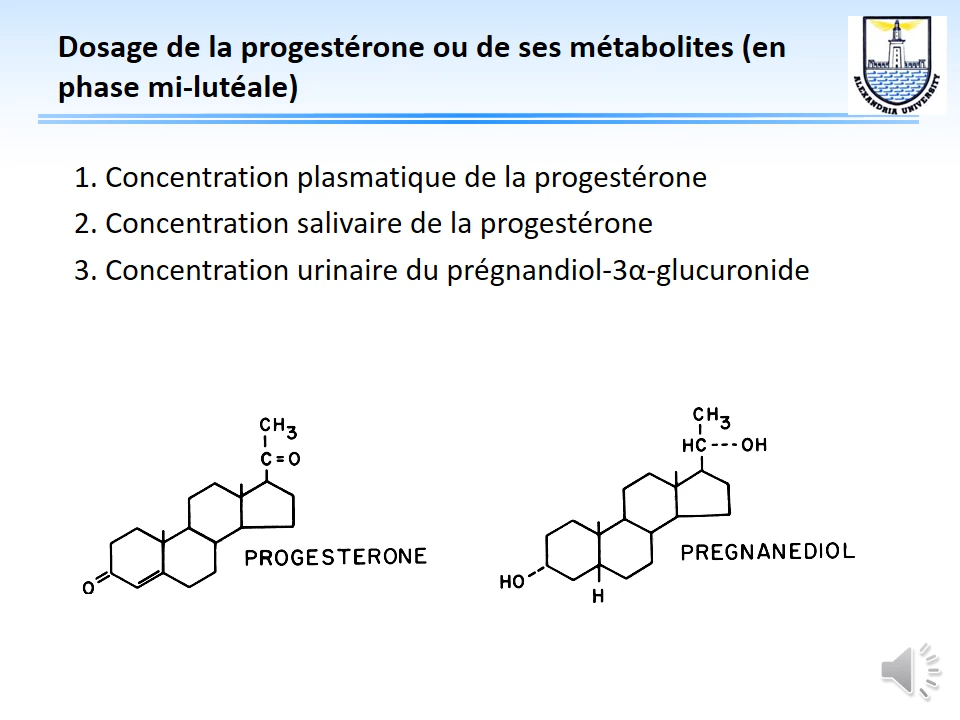 Dosage de la progestérone ou de ses métabolites (en
phase mi-lutéale)
ALEXANDRIA UNIVERSITY
1. Concentration plasmatique de la progestérone
2. Concentration salivaire de la progestérone
3. Concentration urinaire du prégnandiol-3α-glucuronide
CH3
C=O
O
PROGESTERONE
CH3
HC---OH
HO
H
PREGNANEDIOL